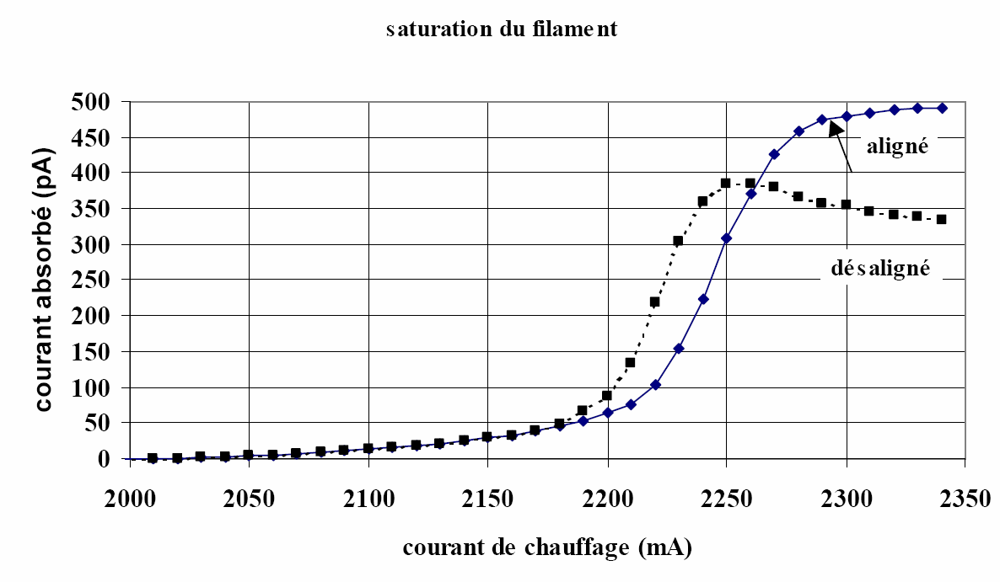 saturation du filament
500
450
400
350
300
250
200
150
100
50
0
courant absorbé (pA)
aligné
désaligné
2000 2050 2100 2150 2200 2250 2300 2350
courant de chauffage (mA)